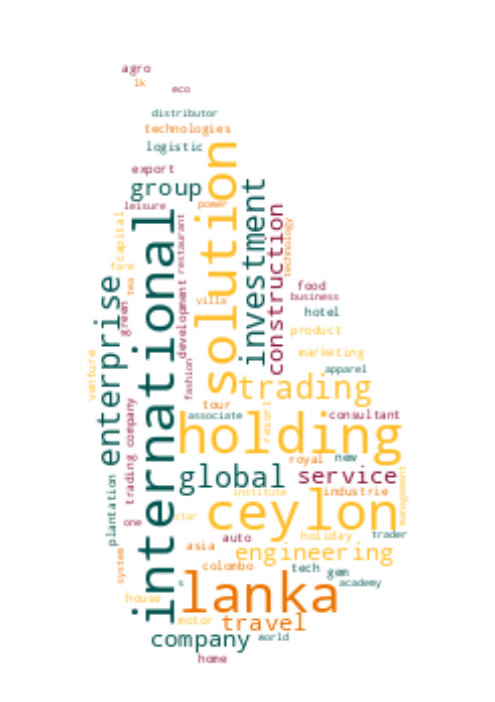 agro
lk
eco
distributor
technologies
logistic
export
group
leisure
power
solution
investment
international
restaurant
capital
construction
technology
farm
tea
green
development
villa
enterprise
food
business
hotel
product
marketing
venture
fashion
apparel
trading
tour
associate
resort
consultant
trading company
holding
royal
new
global
service
plantation
institute
industrie
management
one
star
ceylon
auto
holiday
trader
asia
engineering
system
colombo
tech
gem
s
academy
house
lanka
motor
travel
company
world
home